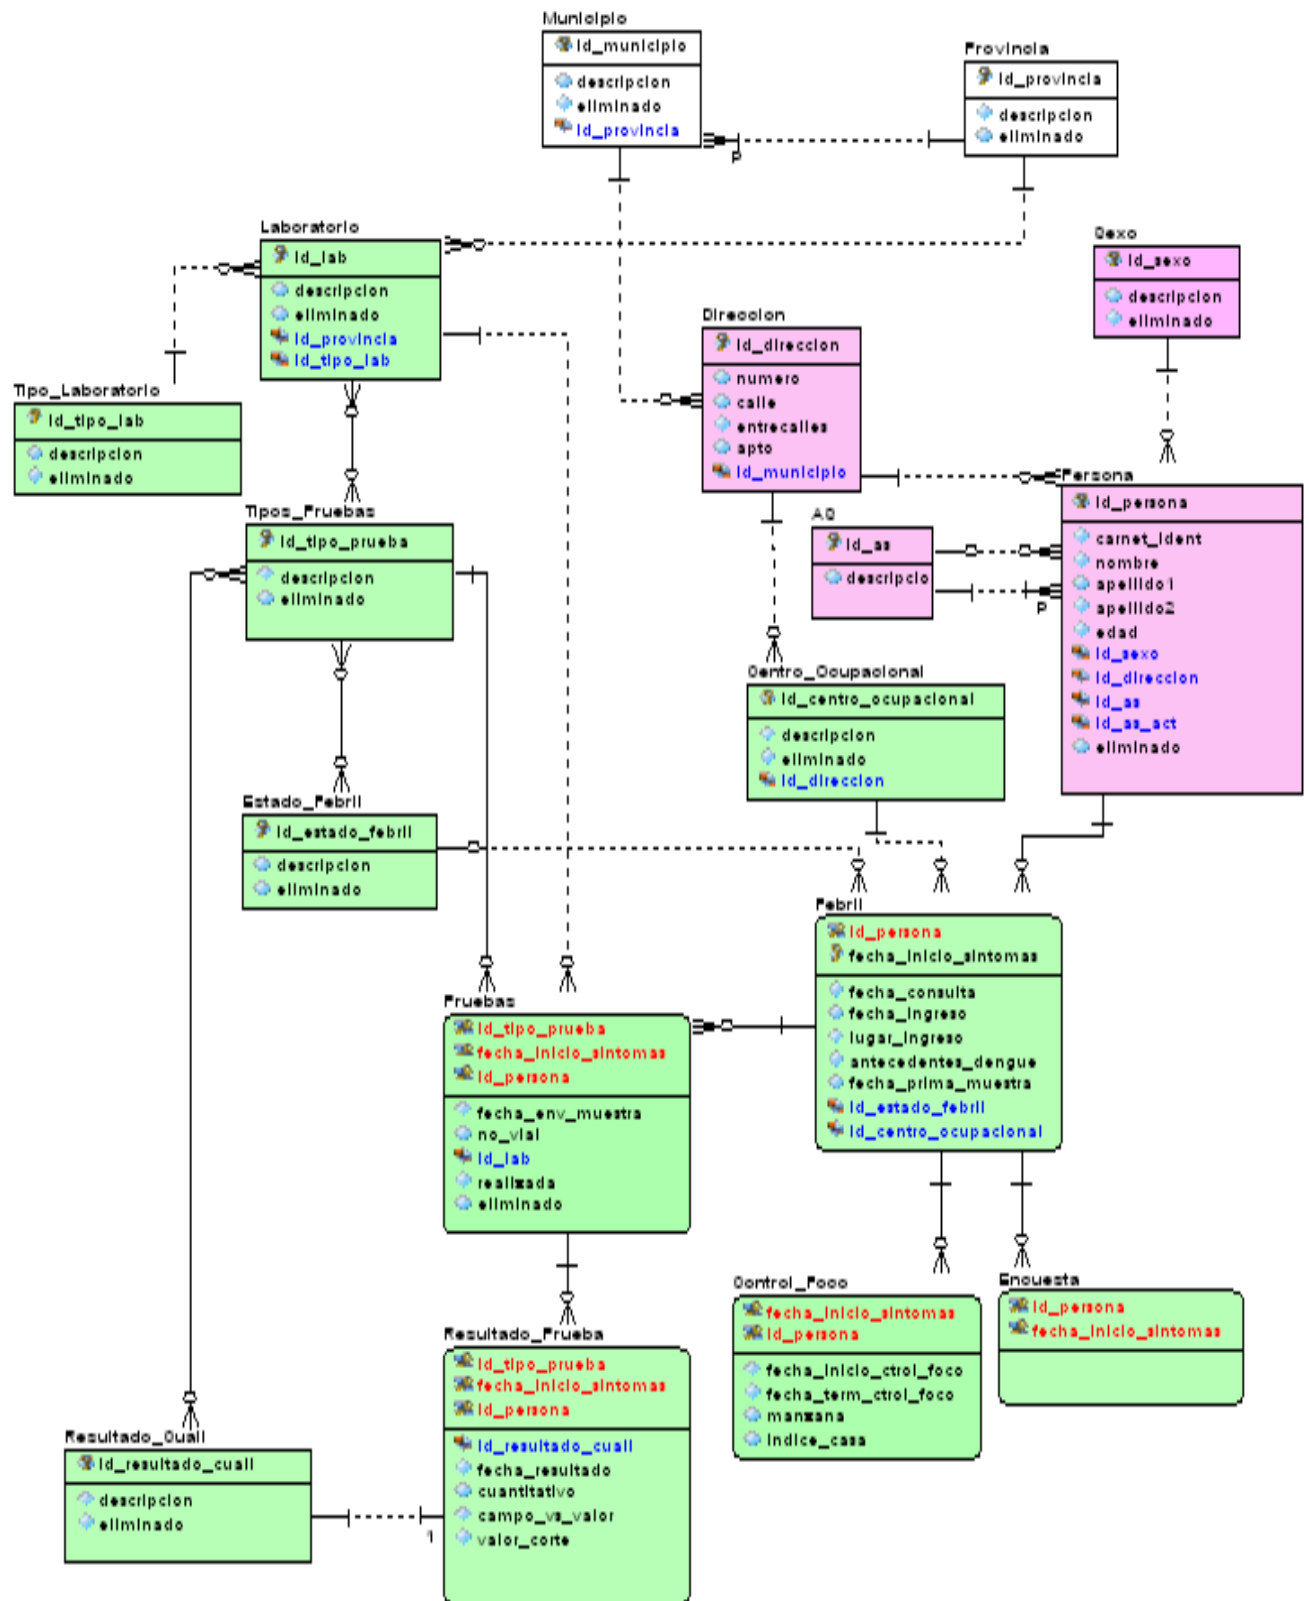 Municipio
id_municipio
descripcion
eliminado
id_provincia
Provincia
id_provincia
descripcion
eliminado
P
Laboratorio
id_lab
descripcion
eliminado
id_provincia
id_tipo_lab
Sexo
id_sexo
descripcion
eliminado
Direccion
id_direccion
numero
calle
entrecalles
apto
id_municipio
Tipo_Laboratorio
id_tipo_lab
descripcion
eliminado
Persona
id_persona
carnet_ident
nombre
apellido1
apellido2
edad
id_sexo
id_direccion
id_as
id_as_act
eliminado
AS
id_as
descripcio
P
Tipos_Pruebas
id_tipo_prueba
descripcion
eliminado
Centro_Ocupacional
id_centro_ocupacional
descripcion
eliminado
id_direccion
Estado_Febril
id_estado_febril
descripcion
eliminado
Febril
id_persona
fecha_inicio_sintomas
fecha_consulta
fecha_ingreso
lugar_ingreso
antecedentes_dengue
fecha_prima_muestra
id_estado_febril
id_centro_ocupacional
Pruebas
id_tipo_prueba
fecha_inicio_sintomas
id_persona
fecha_env_muestra
no_vial
id_lab
realizada
eliminado
Control_Foco
fecha_inicio_sintomas
id_persona
fecha_inicio_ctrol_foco
fecha_term_ctrol_foco
manzana
indice_casa
Encuesta
id_persona
fecha_inicio_sintomas
Resultado_Prueba
id_tipo_prueba
fecha_inicio_sintomas
id_persona
id_resultado_cuali
fecha_resultado
cuantitativo
campo_vs_valor
valor_corte
Resultado_Cuali
id_resultado_cuali
descripcion
eliminado
1